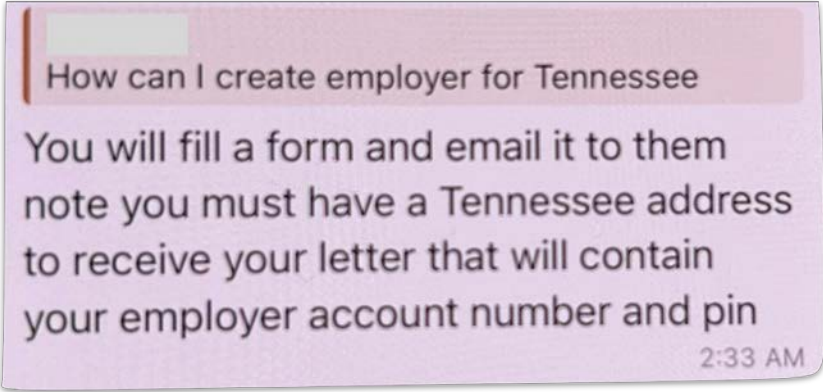 How can I create employer for Tennessee
You will fill a form and email it to them
note you must have a Tennessee address
to receive your letter that will contain
your employer account number and pin
2:33 AM